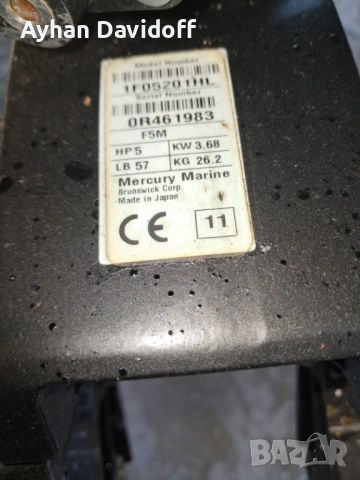 Ayhan Davidoff
Model Number
1F05201HL
Serial Number
0R461983
F5M
HP 5 KW 3.68
LB 57 KG 26.2
Mercury Marine
Brunswick Corp.
Made in Japan
CE 11
BAZAR